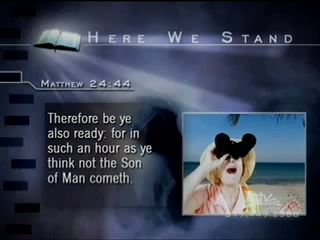 HERE WE STAND
MATTHEW 24:44
Therefore be ye
also ready: for in
such an hour as ye
think not the Son
of Man cometh.